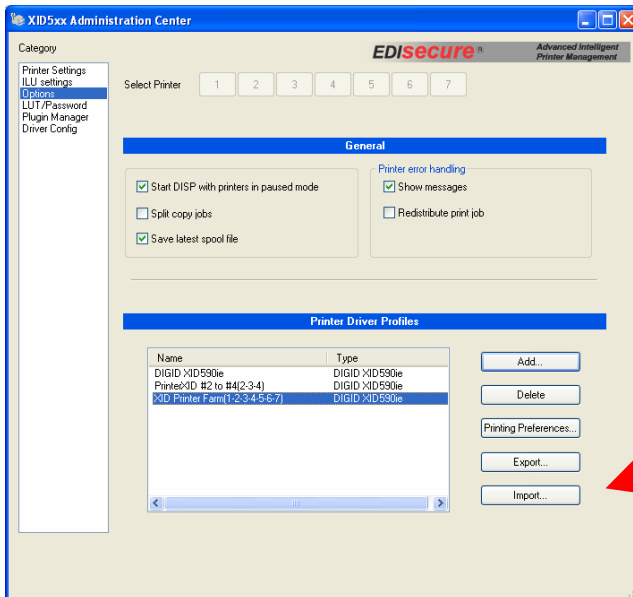 XID5xx Administration Center
Category
EDIsecure ®
Advanced Intelligent
Printer Management
Printer Settings
ILU settings
Options
LUT/Password
Plugin Manager
Driver Config
Select Printer 1 2 3 4 5 6 7
General
Printer error handling
Start DISP with printers in paused mode
Show messages
Split copy jobs
Redistribute print job
Save latest spool file
Printer Driver Profiles
Name Type
DIGID XID590ie DIGID XID590ie
PrinterXID #2 to #4(2-3-4) DIGID XID590ie
XID Printer Farm(1-2-3-4-5-6-7) DIGID XID590ie
Add...
Delete
Printing Preferences...
Export...
Import...